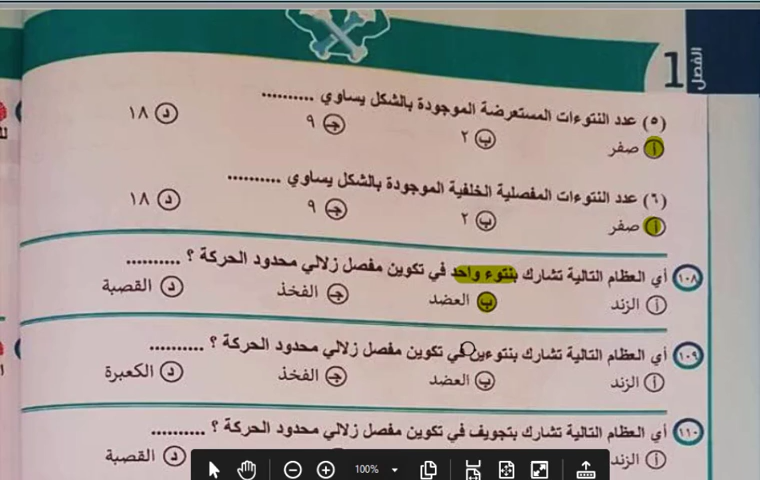 الفصل
1
(٥) عدد النتوءات المستعرضة الموجودة بالشكل يساوي ..........
أ صفر ب ٢ ج ٩ د ١٨
(٦) عدد النتوءات المفصلية الخلفية الموجودة بالشكل يساوي ..........
أ صفر ب ٢ ج ٩ د ١٨
١٠٨ أي العظام التالية تشارك بنتوء واحد في تكوين مفصل زلالي محدود الحركة ؟ ..........
أ الزند ب العضد ج الفخذ د القصبة
١٠٩ أي العظام التالية تشارك بنتوءين في تكوين مفصل زلالي محدود الحركة ؟ ..........
أ الزند ب العضد ج الفخذ د الكعبرة
١١٠ أي العظام التالية تشارك بتجويف في تكوين مفصل زلالي محدود الحركة ؟ ..........
أ الزند د القصبة
100%